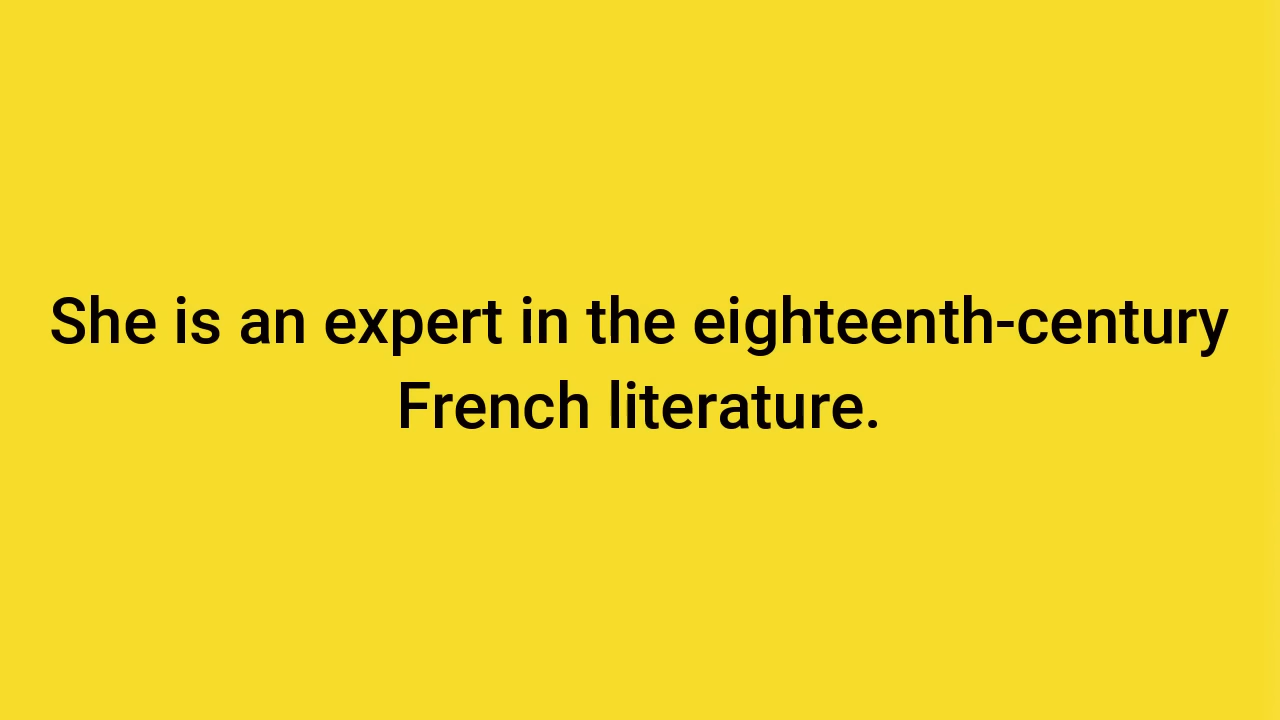 She is an expert in the eighteenth-century
French literature.